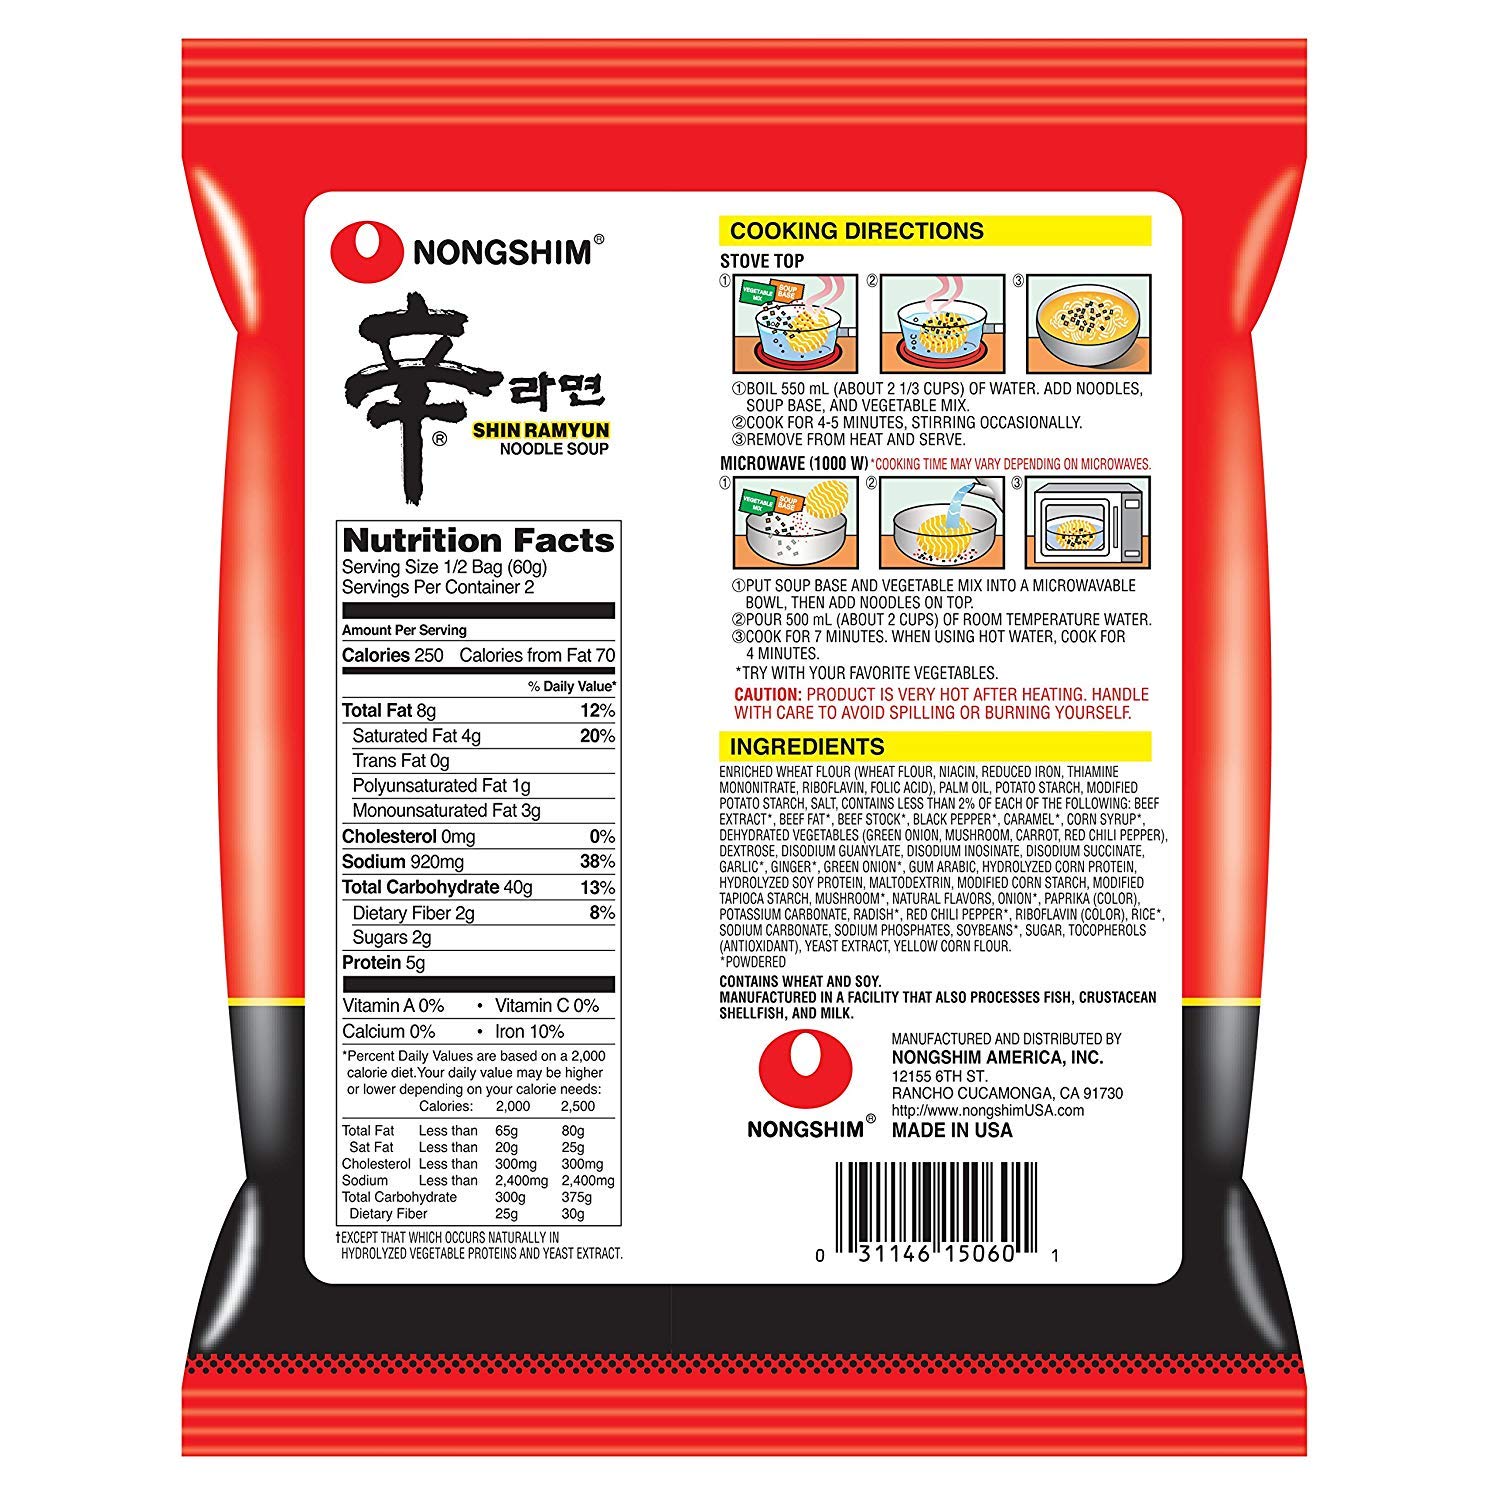 NONGSHIM®
辛라면
®
SHIN RAMYUN
NOODLE SOUP
Nutrition Facts
Serving Size 1/2 Bag (60g)
Servings Per Container 2
Amount Per Serving
Calories 250 Calories from Fat 70
% Daily Value*
Total Fat 8g 12%
Saturated Fat 4g 20%
Trans Fat 0g
Polyunsaturated Fat 1g
Monounsaturated Fat 3g
Cholesterol 0mg 0%
Sodium 920mg 38%
Total Carbohydrate 40g 13%
Dietary Fiber 2g 8%
Sugars 2g
Protein 5g
Vitamin A 0% • Vitamin C 0%
Calcium 0% • Iron 10%
*Percent Daily Values are based on a 2,000
calorie diet.Your daily value may be higher
or lower depending on your calorie needs:
Calories: 2,000 2,500
Total Fat Less than 65g 80g
Sat Fat Less than 20g 25g
Cholesterol Less than 300mg 300mg
Sodium Less than 2,400mg 2,400mg
Total Carbohydrate 300g 375g
Dietary Fiber 25g 30g
†EXCEPT THAT WHICH OCCURS NATURALLY IN
HYDROLYZED VEGETABLE PROTEINS AND YEAST EXTRACT.
COOKING DIRECTIONS
STOVE TOP
① ② ③
VEGETABLE MIX
SOUP BASE
①BOIL 550 mL (ABOUT 2 1/3 CUPS) OF WATER. ADD NOODLES,
SOUP BASE, AND VEGETABLE MIX.
②COOK FOR 4-5 MINUTES, STIRRING OCCASIONALLY.
③REMOVE FROM HEAT AND SERVE.
MICROWAVE (1000 W) *COOKING TIME MAY VARY DEPENDING ON MICROWAVES.
① ② ③
VEGETABLE MIX
SOUP BASE
①PUT SOUP BASE AND VEGETABLE MIX INTO A MICROWAVABLE
BOWL, THEN ADD NOODLES ON TOP.
②POUR 500 mL (ABOUT 2 CUPS) OF ROOM TEMPERATURE WATER.
③COOK FOR 7 MINUTES. WHEN USING HOT WATER, COOK FOR
4 MINUTES.
*TRY WITH YOUR FAVORITE VEGETABLES.
CAUTION: PRODUCT IS VERY HOT AFTER HEATING. HANDLE
WITH CARE TO AVOID SPILLING OR BURNING YOURSELF.
INGREDIENTS
ENRICHED WHEAT FLOUR (WHEAT FLOUR, NIACIN, REDUCED IRON, THIAMINE
MONONITRATE, RIBOFLAVIN, FOLIC ACID), PALM OIL, POTATO STARCH, MODIFIED
POTATO STARCH, SALT, CONTAINS LESS THAN 2% OF EACH OF THE FOLLOWING: BEEF
EXTRACT*, BEEF FAT*, BEEF STOCK*, BLACK PEPPER*, CARAMEL*, CORN SYRUP*,
DEHYDRATED VEGETABLES (GREEN ONION, MUSHROOM, CARROT, RED CHILI PEPPER),
DEXTROSE, DISODIUM GUANYLATE, DISODIUM INOSINATE, DISODIUM SUCCINATE,
GARLIC*, GINGER*, GREEN ONION*, GUM ARABIC, HYDROLYZED CORN PROTEIN,
HYDROLYZED SOY PROTEIN, MALTODEXTRIN, MODIFIED CORN STARCH, MODIFIED
TAPIOCA STARCH, MUSHROOM*, NATURAL FLAVORS, ONION*, PAPRIKA (COLOR),
POTASSIUM CARBONATE, RADISH*, RED CHILI PEPPER*, RIBOFLAVIN (COLOR), RICE*,
SODIUM CARBONATE, SODIUM PHOSPHATES, SOYBEANS*, SUGAR, TOCOPHEROLS
(ANTIOXIDANT), YEAST EXTRACT, YELLOW CORN FLOUR.
*POWDERED
CONTAINS WHEAT AND SOY.
MANUFACTURED IN A FACILITY THAT ALSO PROCESSES FISH, CRUSTACEAN
SHELLFISH, AND MILK.
NONGSHIM®
MANUFACTURED AND DISTRIBUTED BY
NONGSHIM AMERICA, INC.
12155 6TH ST.
RANCHO CUCAMONGA, CA 91730
http://www.nongshimUSA.com
MADE IN USA
0 31146 15060 1